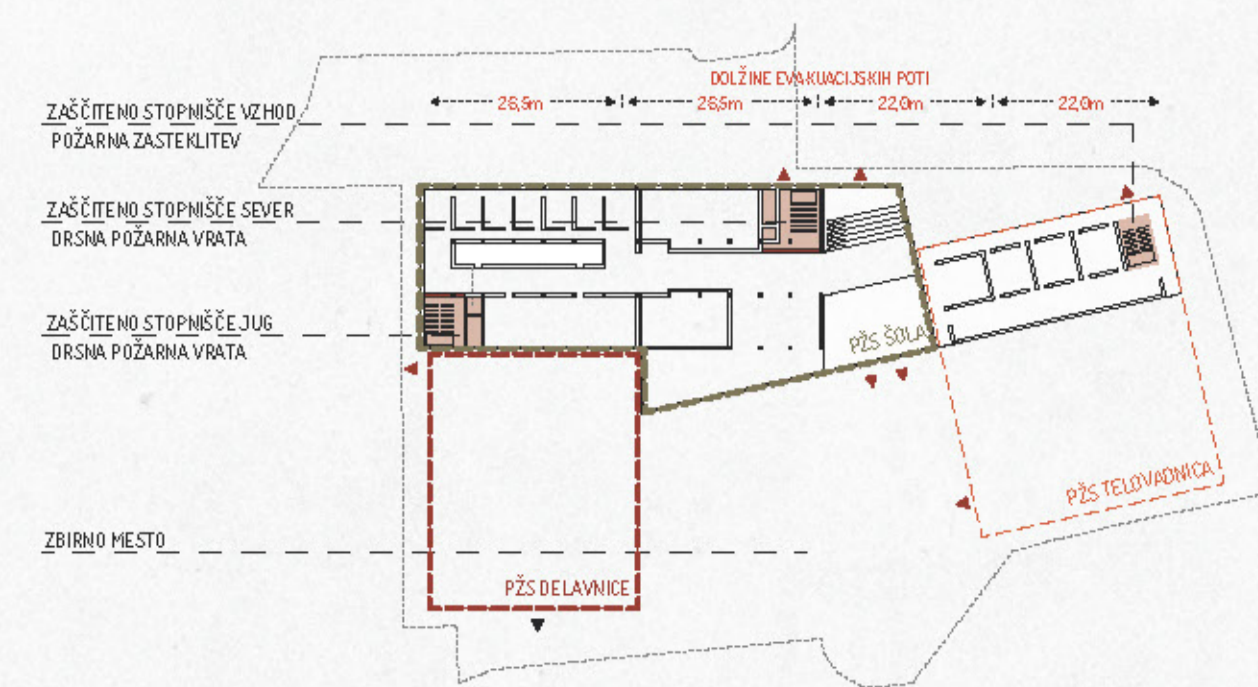 DOLŽINE EVAKUACIJSKIH POTI
26,5m 26,5m 22,0m 22,0m
ZAŠČITENO STOPNIŠČE VZHOD
POŽARNA ZASTEKLITEV
ZAŠČITENO STOPNIŠČE SEVER
DRSNA POŽARNA VRATA
ZAŠČITENO STOPNIŠČE JUG
DRSNA POŽARNA VRATA
PŽS ŠOLA
PŽS TELOVADNICA
ZBIRNO MESTO
PŽS DELAVNICE